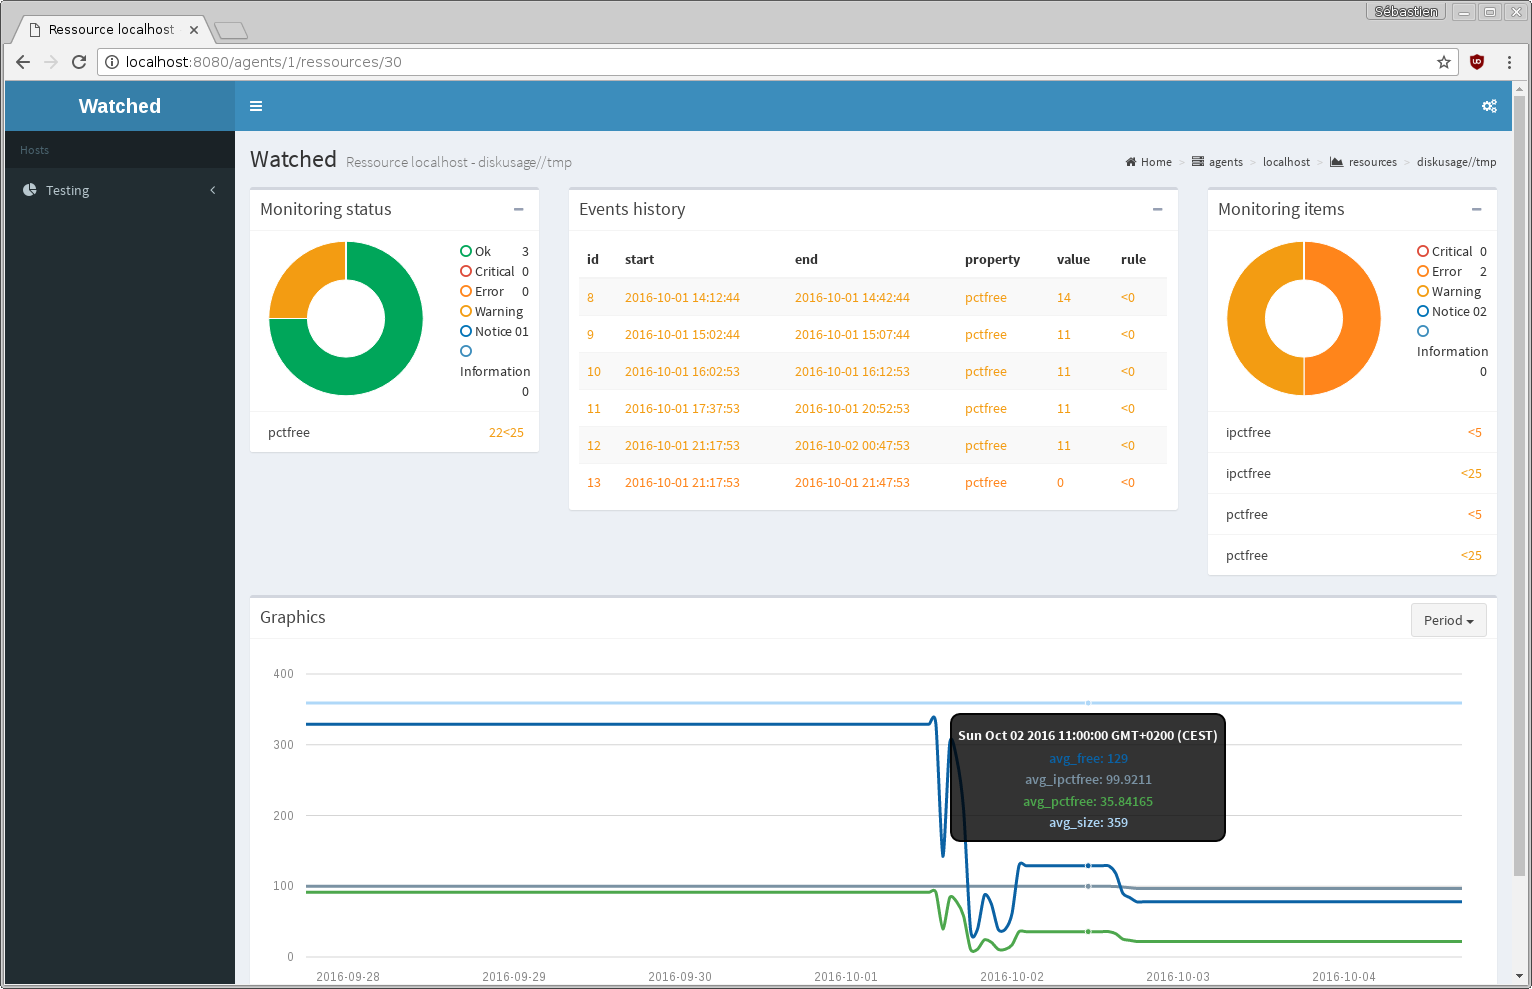 Sébastien
Ressource localhost
localhost:8080/agents/1/ressources/30
Watched
Hosts
Testing
Watched Ressource localhost - diskusage//tmp
Home > agents > localhost > resources > diskusage//tmp
Monitoring status
Ok 3
Critical 0
Error 0
Warning
Notice 01
Information
0
pctfree 22<25
Events history
id start end property value rule
8 2016-10-01 14:12:44 2016-10-01 14:42:44 pctfree 14 <0
9 2016-10-01 15:02:44 2016-10-01 15:07:44 pctfree 11 <0
10 2016-10-01 16:02:53 2016-10-01 16:12:53 pctfree 11 <0
11 2016-10-01 17:37:53 2016-10-01 20:52:53 pctfree 11 <0
12 2016-10-01 21:17:53 2016-10-02 00:47:53 pctfree 11 <0
13 2016-10-01 21:17:53 2016-10-01 21:47:53 pctfree 0 <0
Monitoring items
Critical 0
Error 2
Warning
Notice 02
Information
0
ipctfree <5
ipctfree <25
pctfree <5
pctfree <25
Graphics
Period
400
300
200
100
0
Sun Oct 02 2016 11:00:00 GMT+0200 (CEST)
avg_free: 129
avg_ipctfree: 99.9211
avg_pctfree: 35.84165
avg_size: 359
2016-09-28 2016-09-29 2016-09-30 2016-10-01 2016-10-02 2016-10-03 2016-10-04